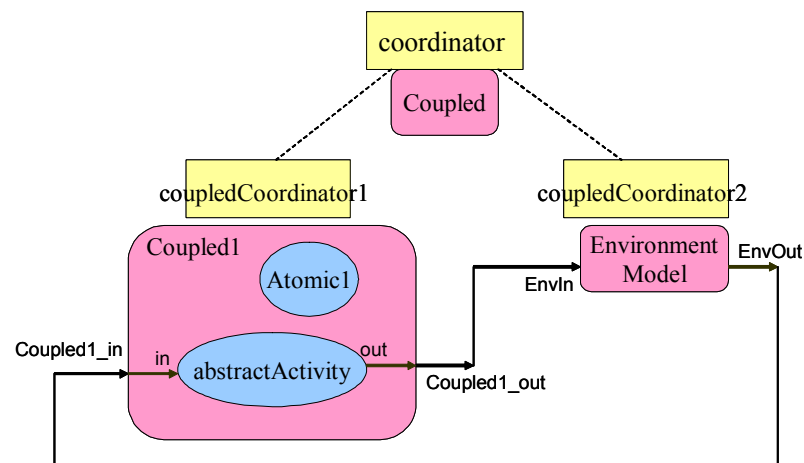 coordinator
Coupled
coupledCoordinator1
coupledCoordinator2
Coupled1
Environment
Model
EnvOut
Atomic1
EnvIn
Coupled1_in
in
abstractActivity
out
Coupled1_out